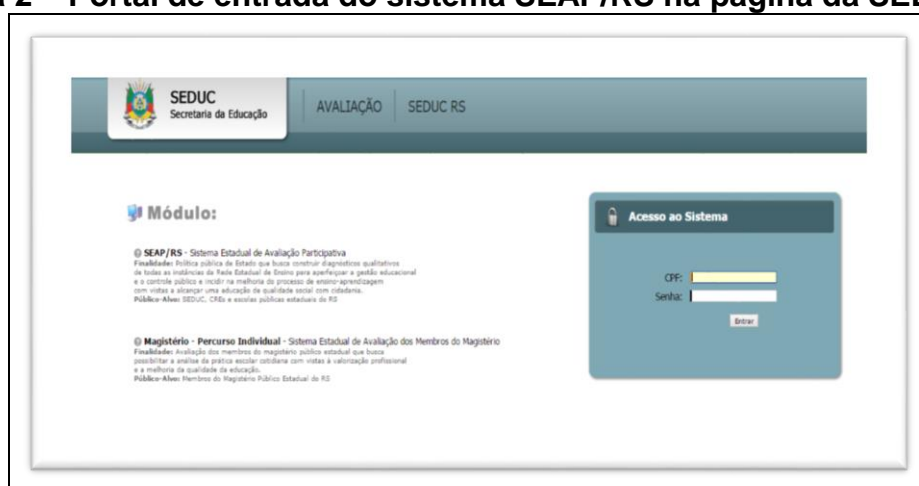 2 – Portal de entrada do sistema SEAP/RS na página da
SEDUC
Secretaria da Educação
AVALIAÇÃO
SEDUC RS
Módulo:
SEAP/RS - Sistema Estadual de Avaliação Participativa
Finalidade: Política pública de Estado que busca construir diagnósticos qualitativos
de todas as instâncias da Rede Estadual de Ensino para aperfeiçoar a gestão educacional
e o controle público e incidir na melhoria do processo de ensino-aprendizagem
com vistas a alcançar uma educação de qualidade social com cidadania.
Público-Alvo: SEDUC, CREs e escolas públicas estaduais do RS
Magistério - Percurso Individual - Sistema Estadual de Avaliação dos Membros do Magistério
Finalidade: Avaliação dos membros do magistério público estadual que busca
possibilitar a análise da prática escolar cotidiana com vistas à valorização profissional
e a melhoria da qualidade da educação.
Público-Alvo: Membros do Magistério Público Estadual do RS
Acesso ao Sistema
CPF:
Senha:
Entrar